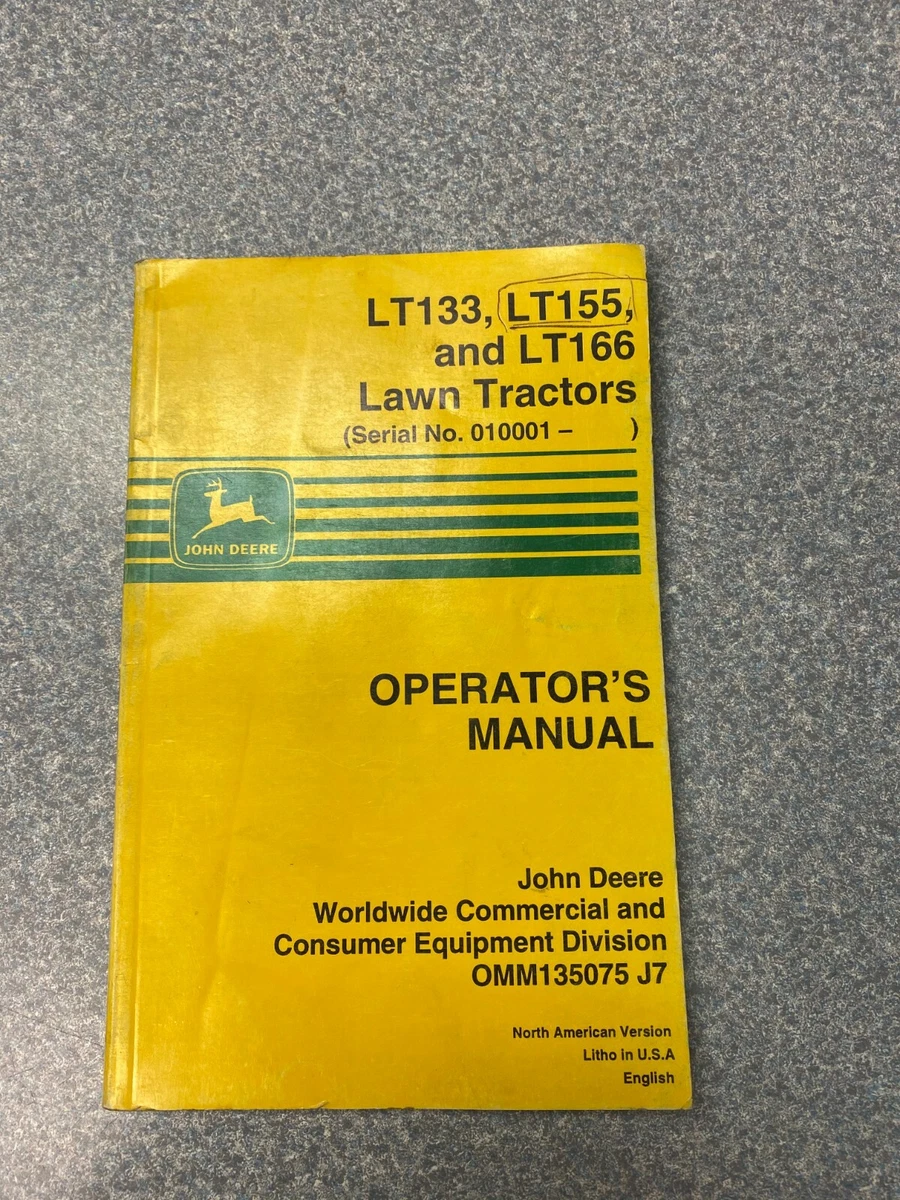 LT133, LT155,
and LT166
Lawn Tractors
(Serial No. 010001 – )
JOHN DEERE
OPERATOR'S
MANUAL
John Deere
Worldwide Commercial and
Consumer Equipment Division
OMM135075 J7
North American Version
Litho in U.S.A
English